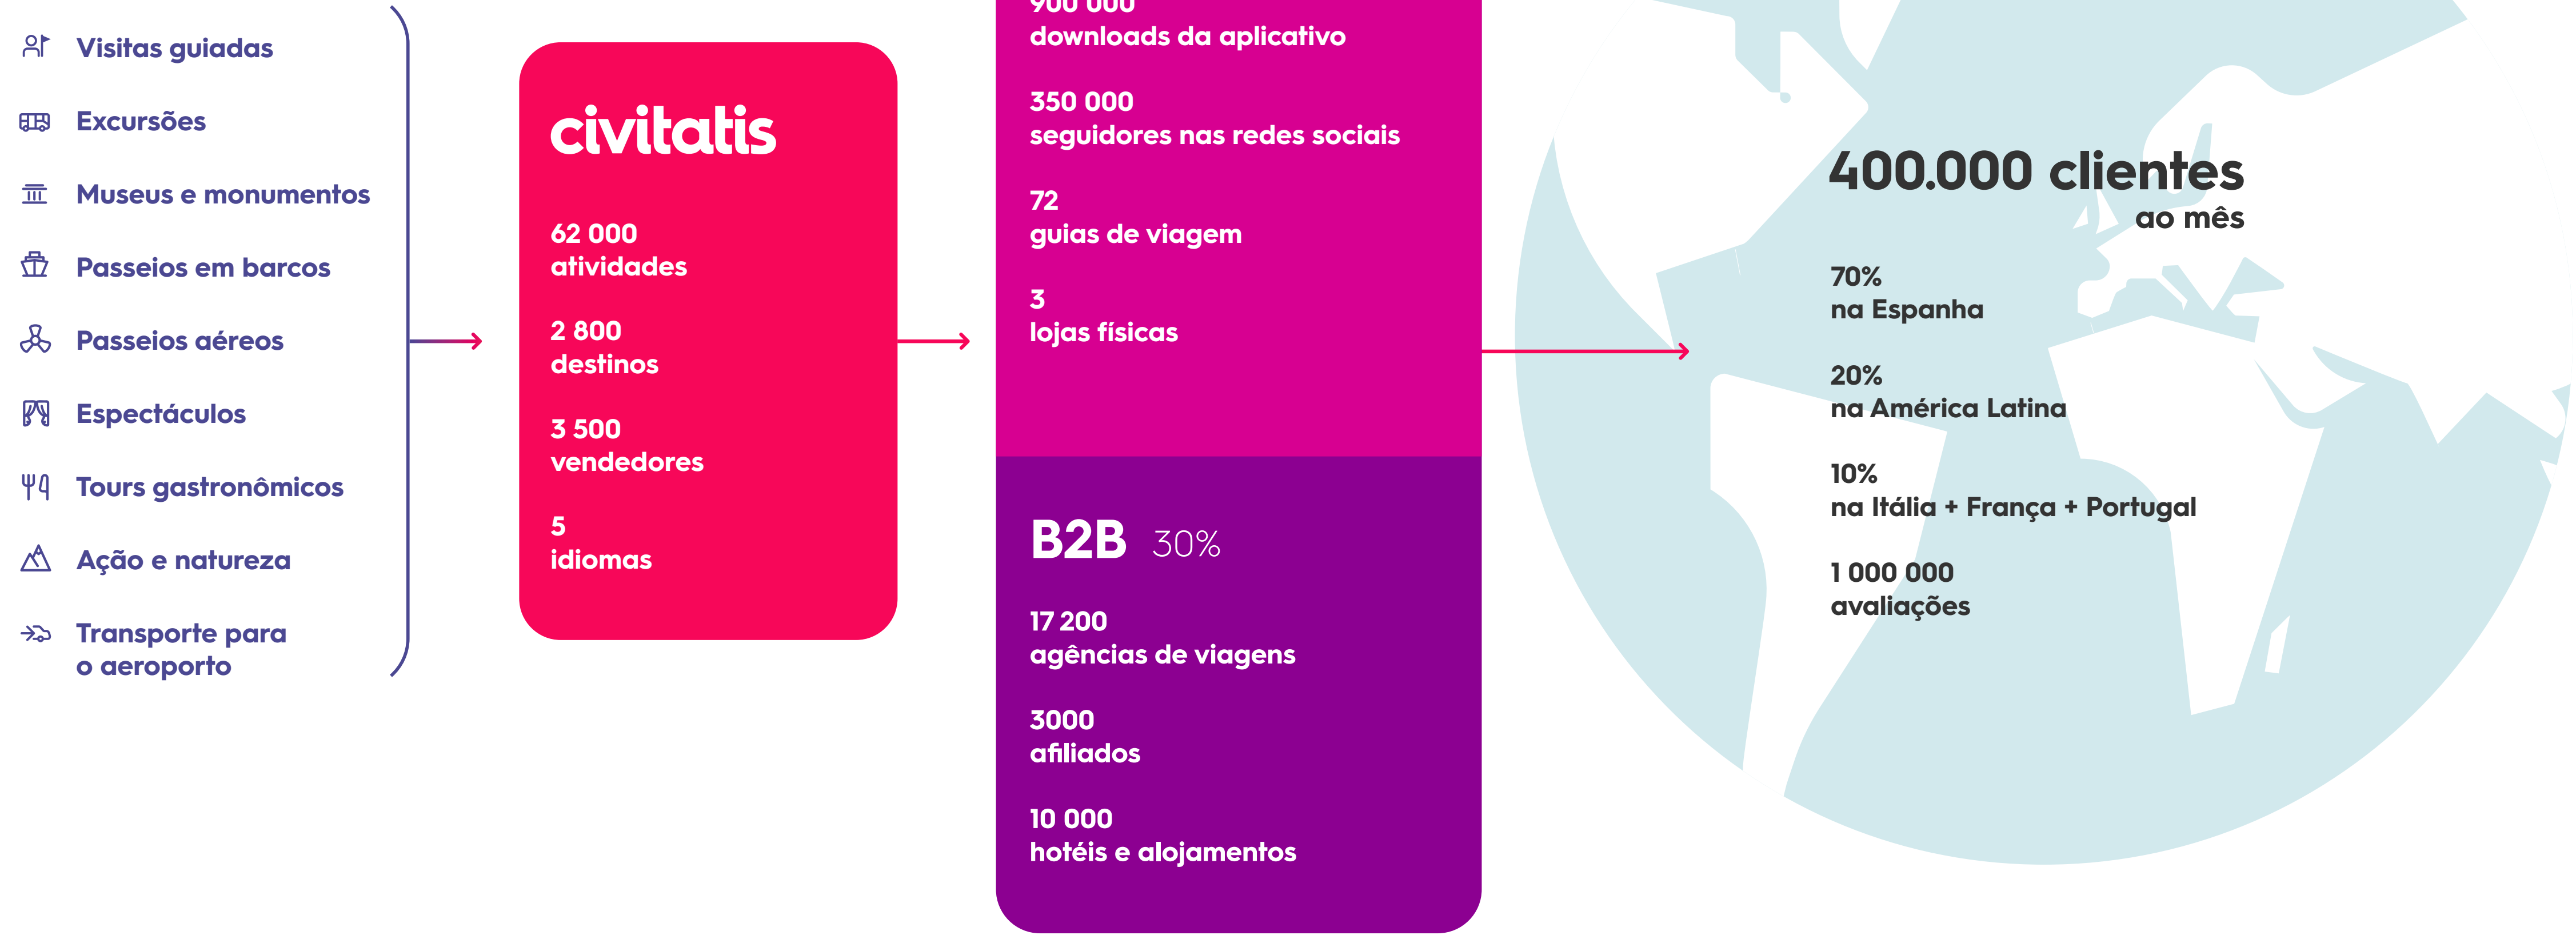 Visitas guiadas
Excursões
Museus e monumentos
Passeios em barcos
Passeios aéreos
Espectáculos
Tours gastronômicos
Ação e natureza
Transporte para
o aeroporto
civitatis
62 000
atividades
2 800
destinos
3 500
vendedores
5
idiomas
900 000
downloads da aplicativo
350 000
seguidores nas redes sociais
72
guias de viagem
3
lojas físicas
B2B 30%
17 200
agências de viagens
3000
afiliados
10 000
hotéis e alojamentos
400.000 clientes
ao mês
70%
na Espanha
20%
na América Latina
10%
na Itália + França + Portugal
1 000 000
avaliações